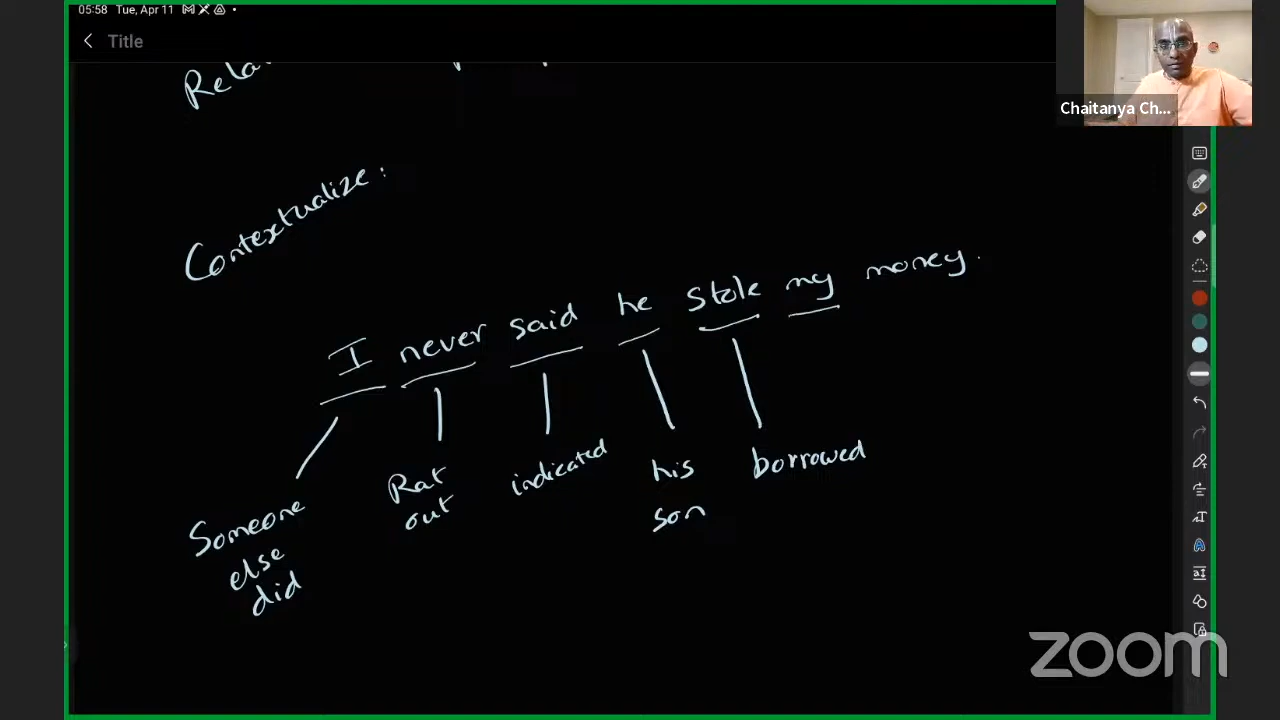 05:58 Tue, Apr 11
Title
Chaitanya Ch...
Contextualize:
I never said he stole my money.
Someone
else
did
Rat
out
indicated
his
son
borrowed
zoom